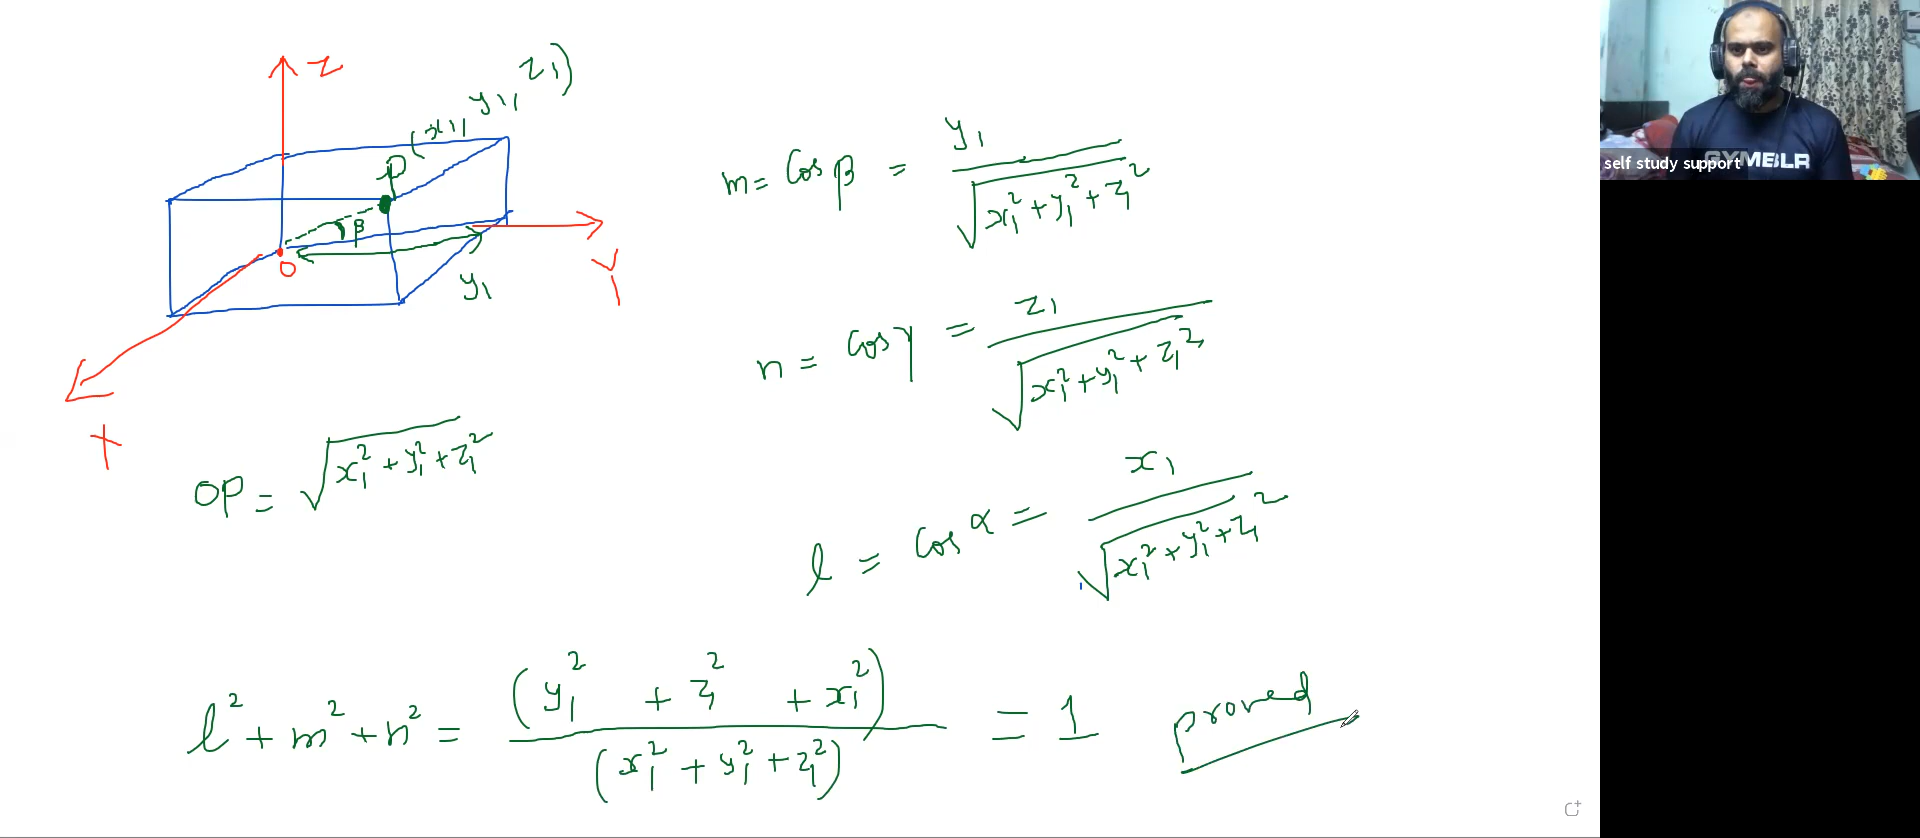 Z
P(x₁, y₁, z₁)
β
O
y₁
Y
X
OP = √(x₁² + y₁² + z₁²)
m = cos β = y₁ / √(x₁² + y₁² + z₁²)
n = cos γ = z₁ / √(x₁² + y₁² + z₁²)
l = cos α = x₁ / √(x₁² + y₁² + z₁²)
l² + m² + n² = (y₁² + z₁² + x₁²) / (x₁² + y₁² + z₁²) = 1 proved
self study support
GYMEBLR